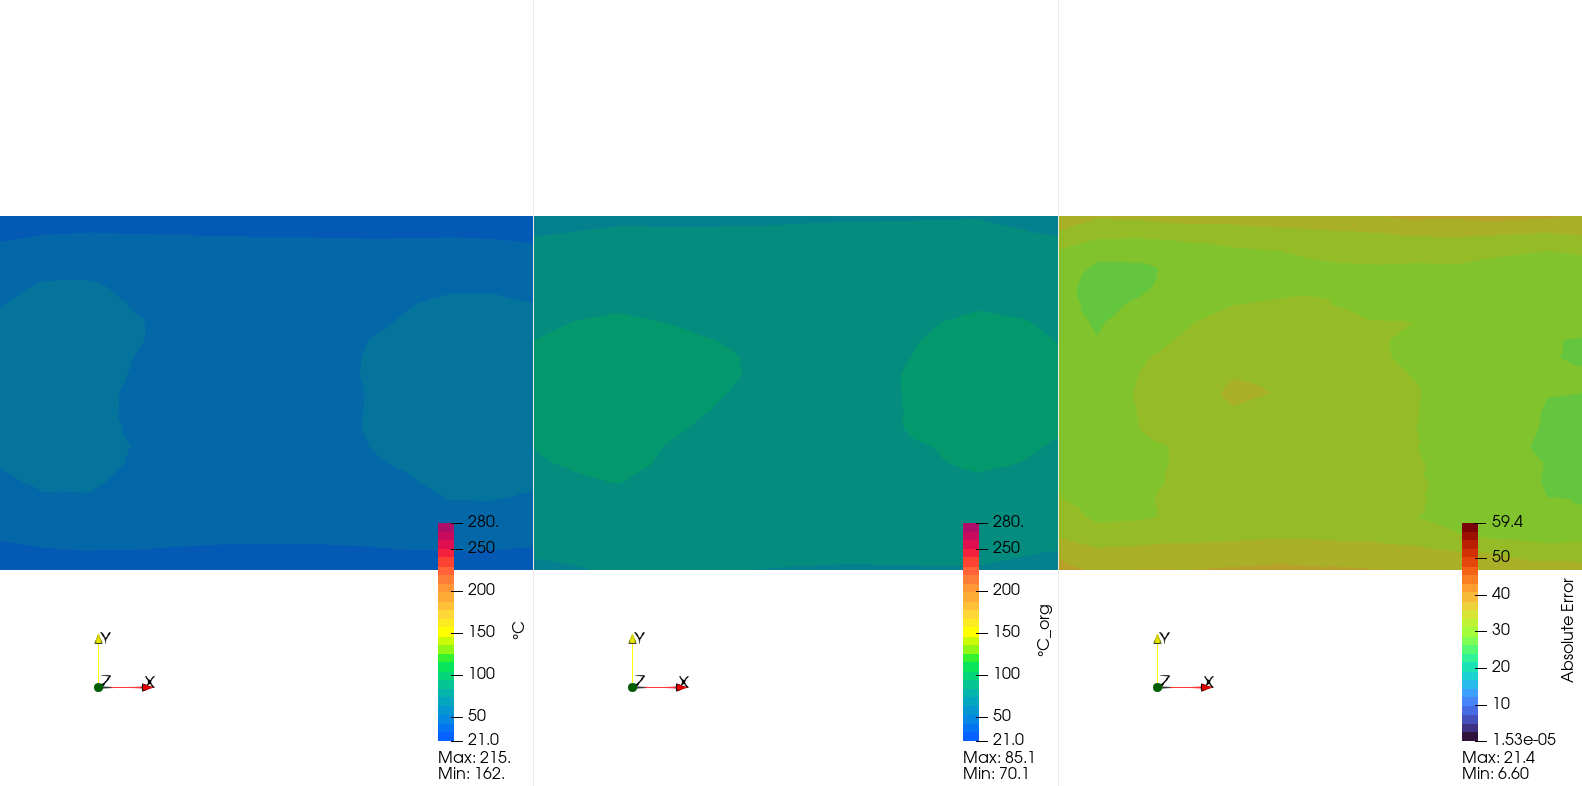 280.
250
200
150
100
50
21.0
°C
Max: 215.
Min: 162.
Y
Z
X
280.
250
200
150
100
50
21.0
°C_org
Max: 85.1
Min: 70.1
Y
Z
X
59.4
50
40
30
20
10
1.53e-05
Absolute Error
Max: 21.4
Min: 6.60
Y
Z
X